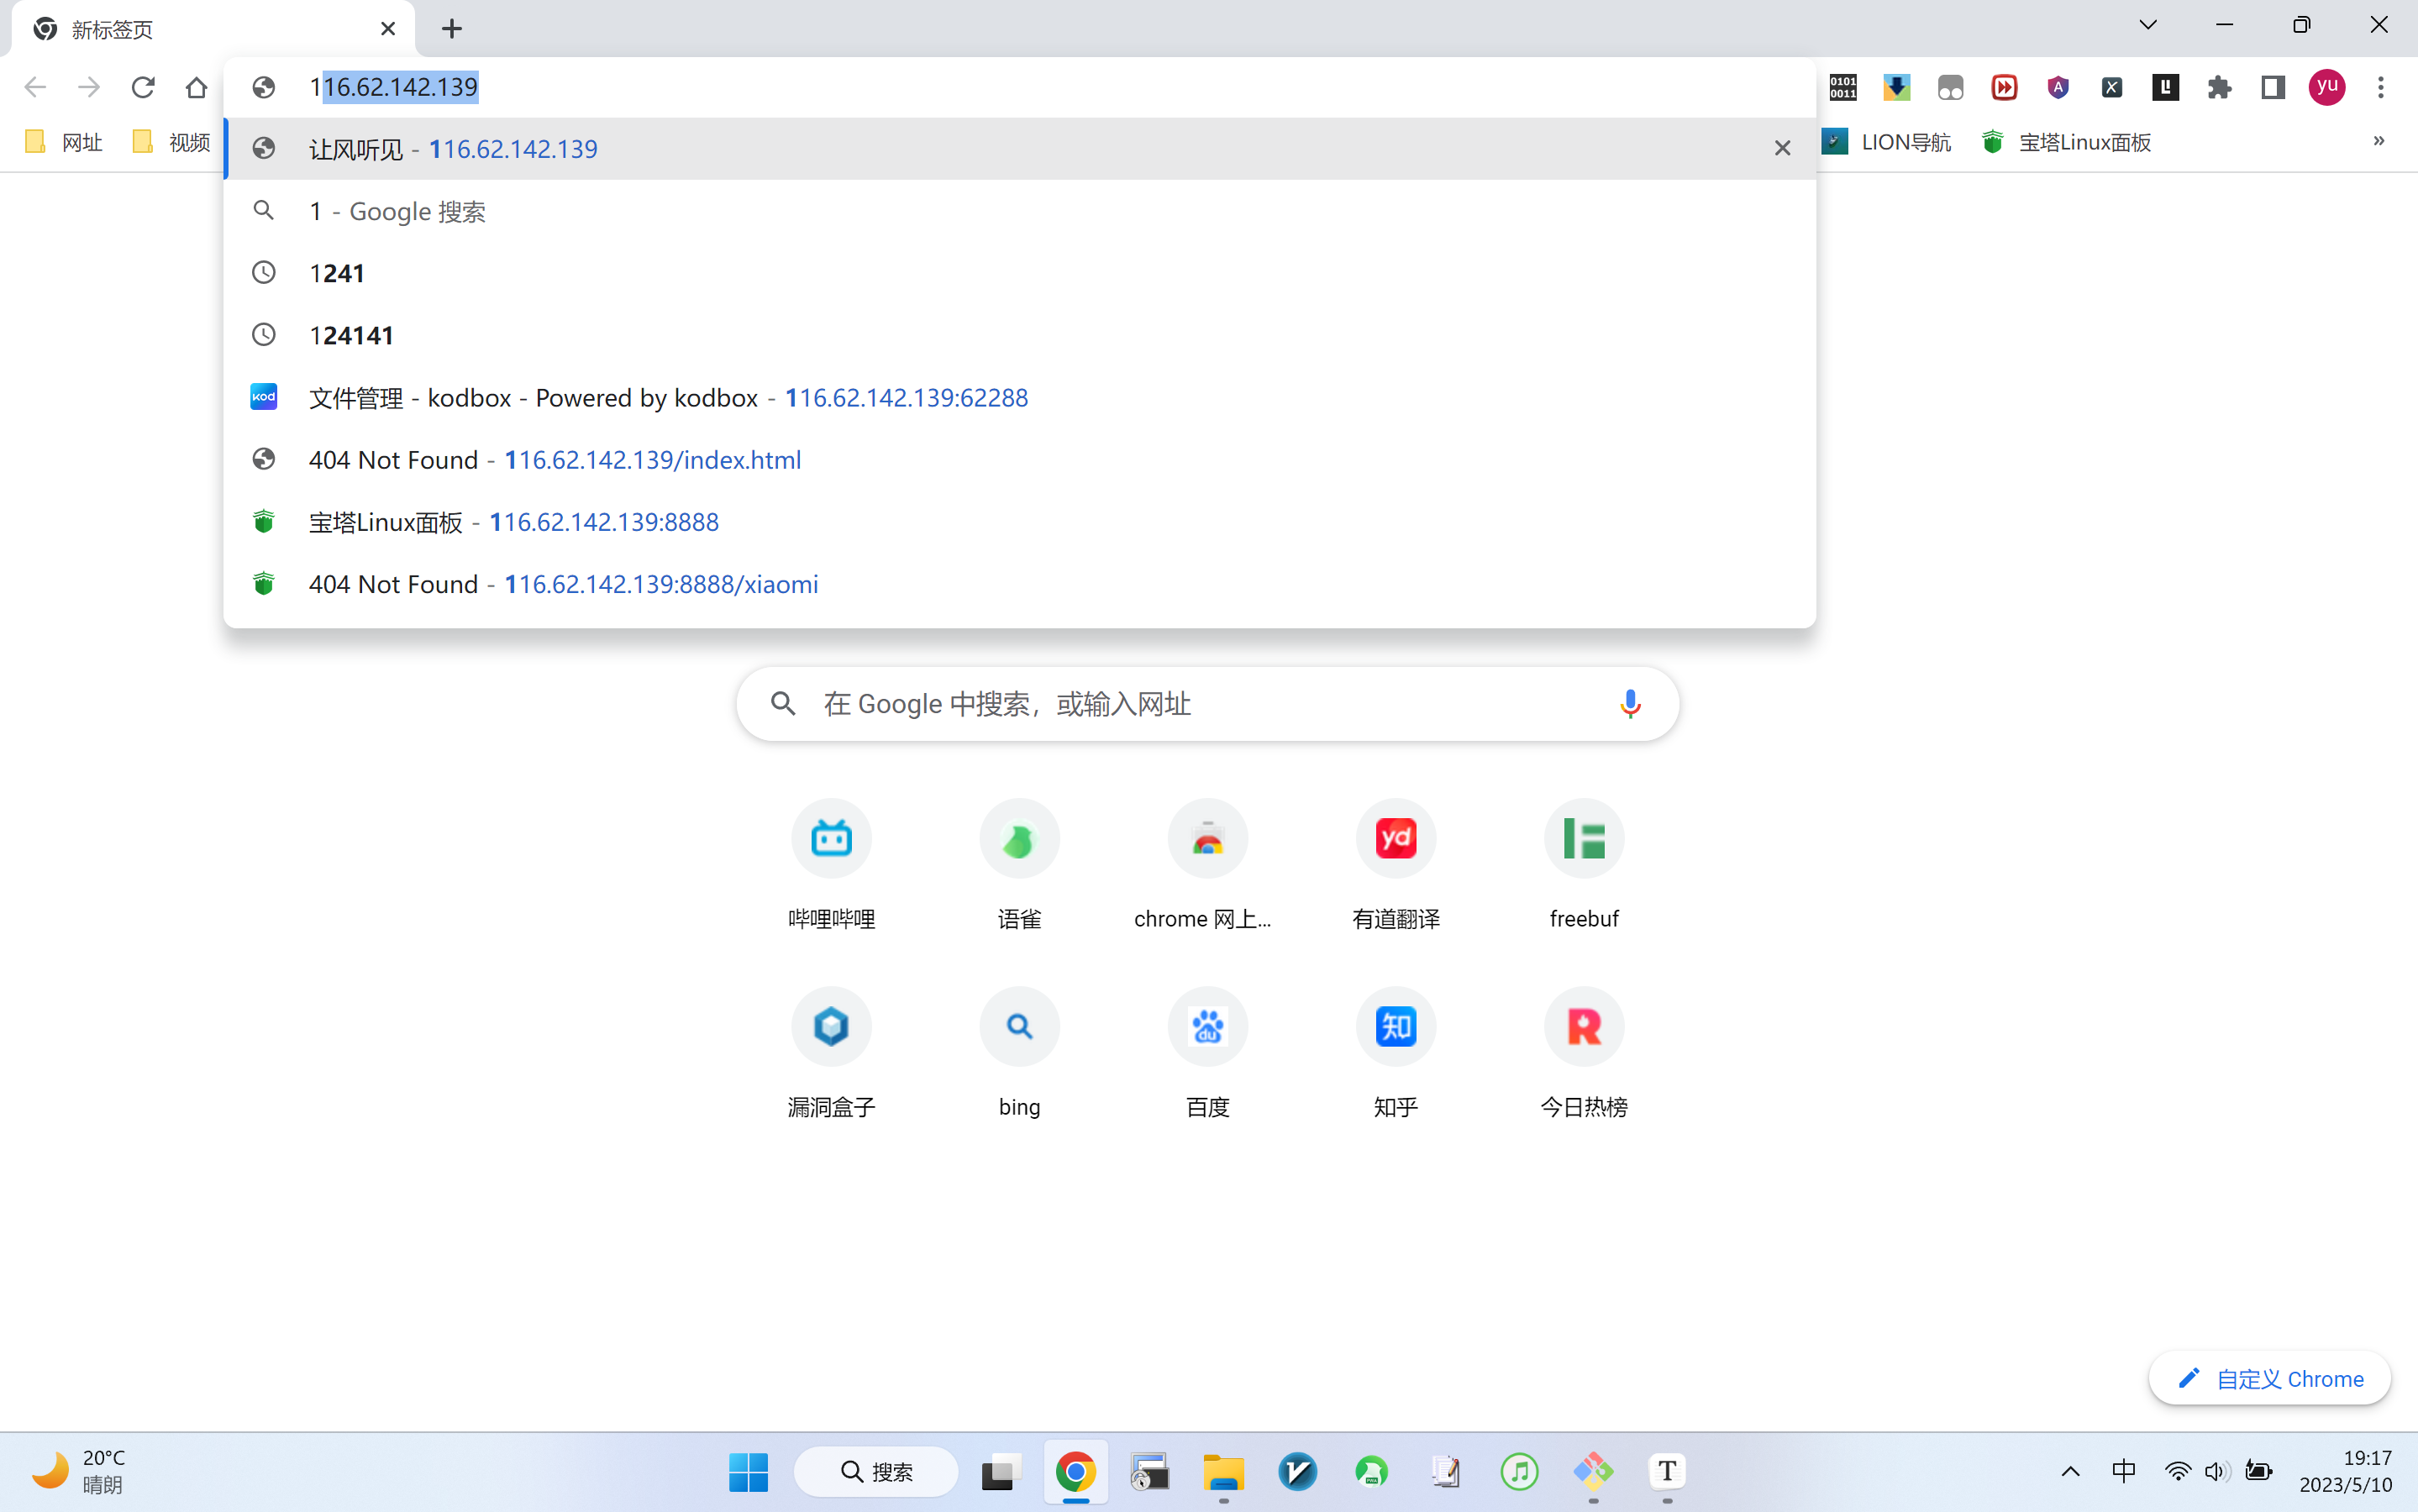 新标签页
116.62.142.139
0101
0011
A
X
yu
网址
视频
让风听见 - 116.62.142.139
LION导航
宝塔Linux面板
»
1 - Google 搜索
1241
124141
kod
文件管理 - kodbox - Powered by kodbox - 116.62.142.139:62288
404 Not Found - 116.62.142.139/index.html
宝塔Linux面板 - 116.62.142.139:8888
404 Not Found - 116.62.142.139:8888/xiaomi
在 Google 中搜索，或输入网址
yd
哔哩哔哩
语雀
chrome 网上...
有道翻译
freebuf
du
知
R
漏洞盒子
bing
百度
知乎
今日热榜
自定义 Chrome
20°C
晴朗
搜索
T
中
19:17
2023/5/10